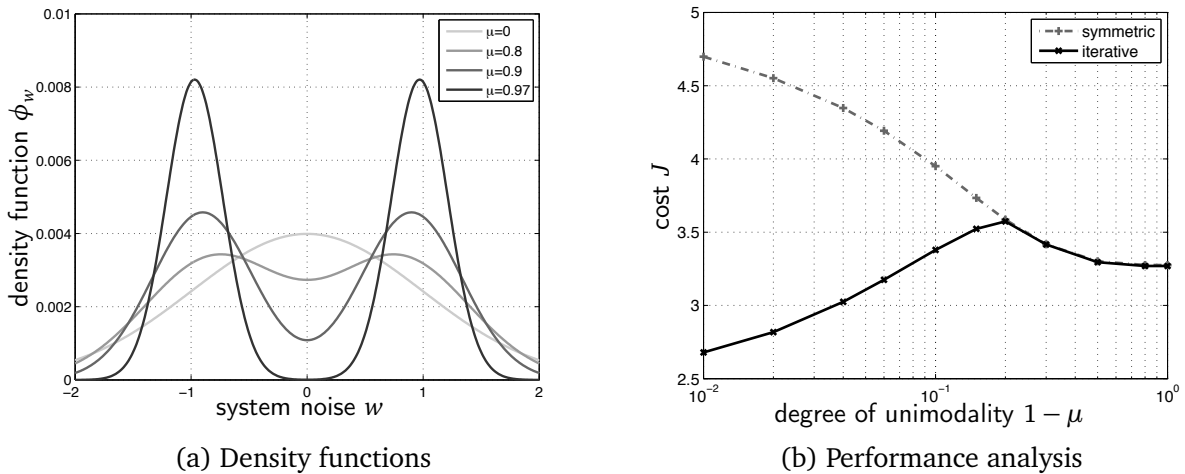 0.01
0.008
0.006
0.004
0.002
0
density function ϕ_w
μ=0
μ=0.8
μ=0.9
μ=0.97
−2
−1
0
1
2
system noise w
(a) Density functions
5
4.5
4
3.5
3
2.5
cost J
symmetric
iterative
10⁻²
10⁻¹
10⁰
degree of unimodality 1 − μ
(b) Performance analysis